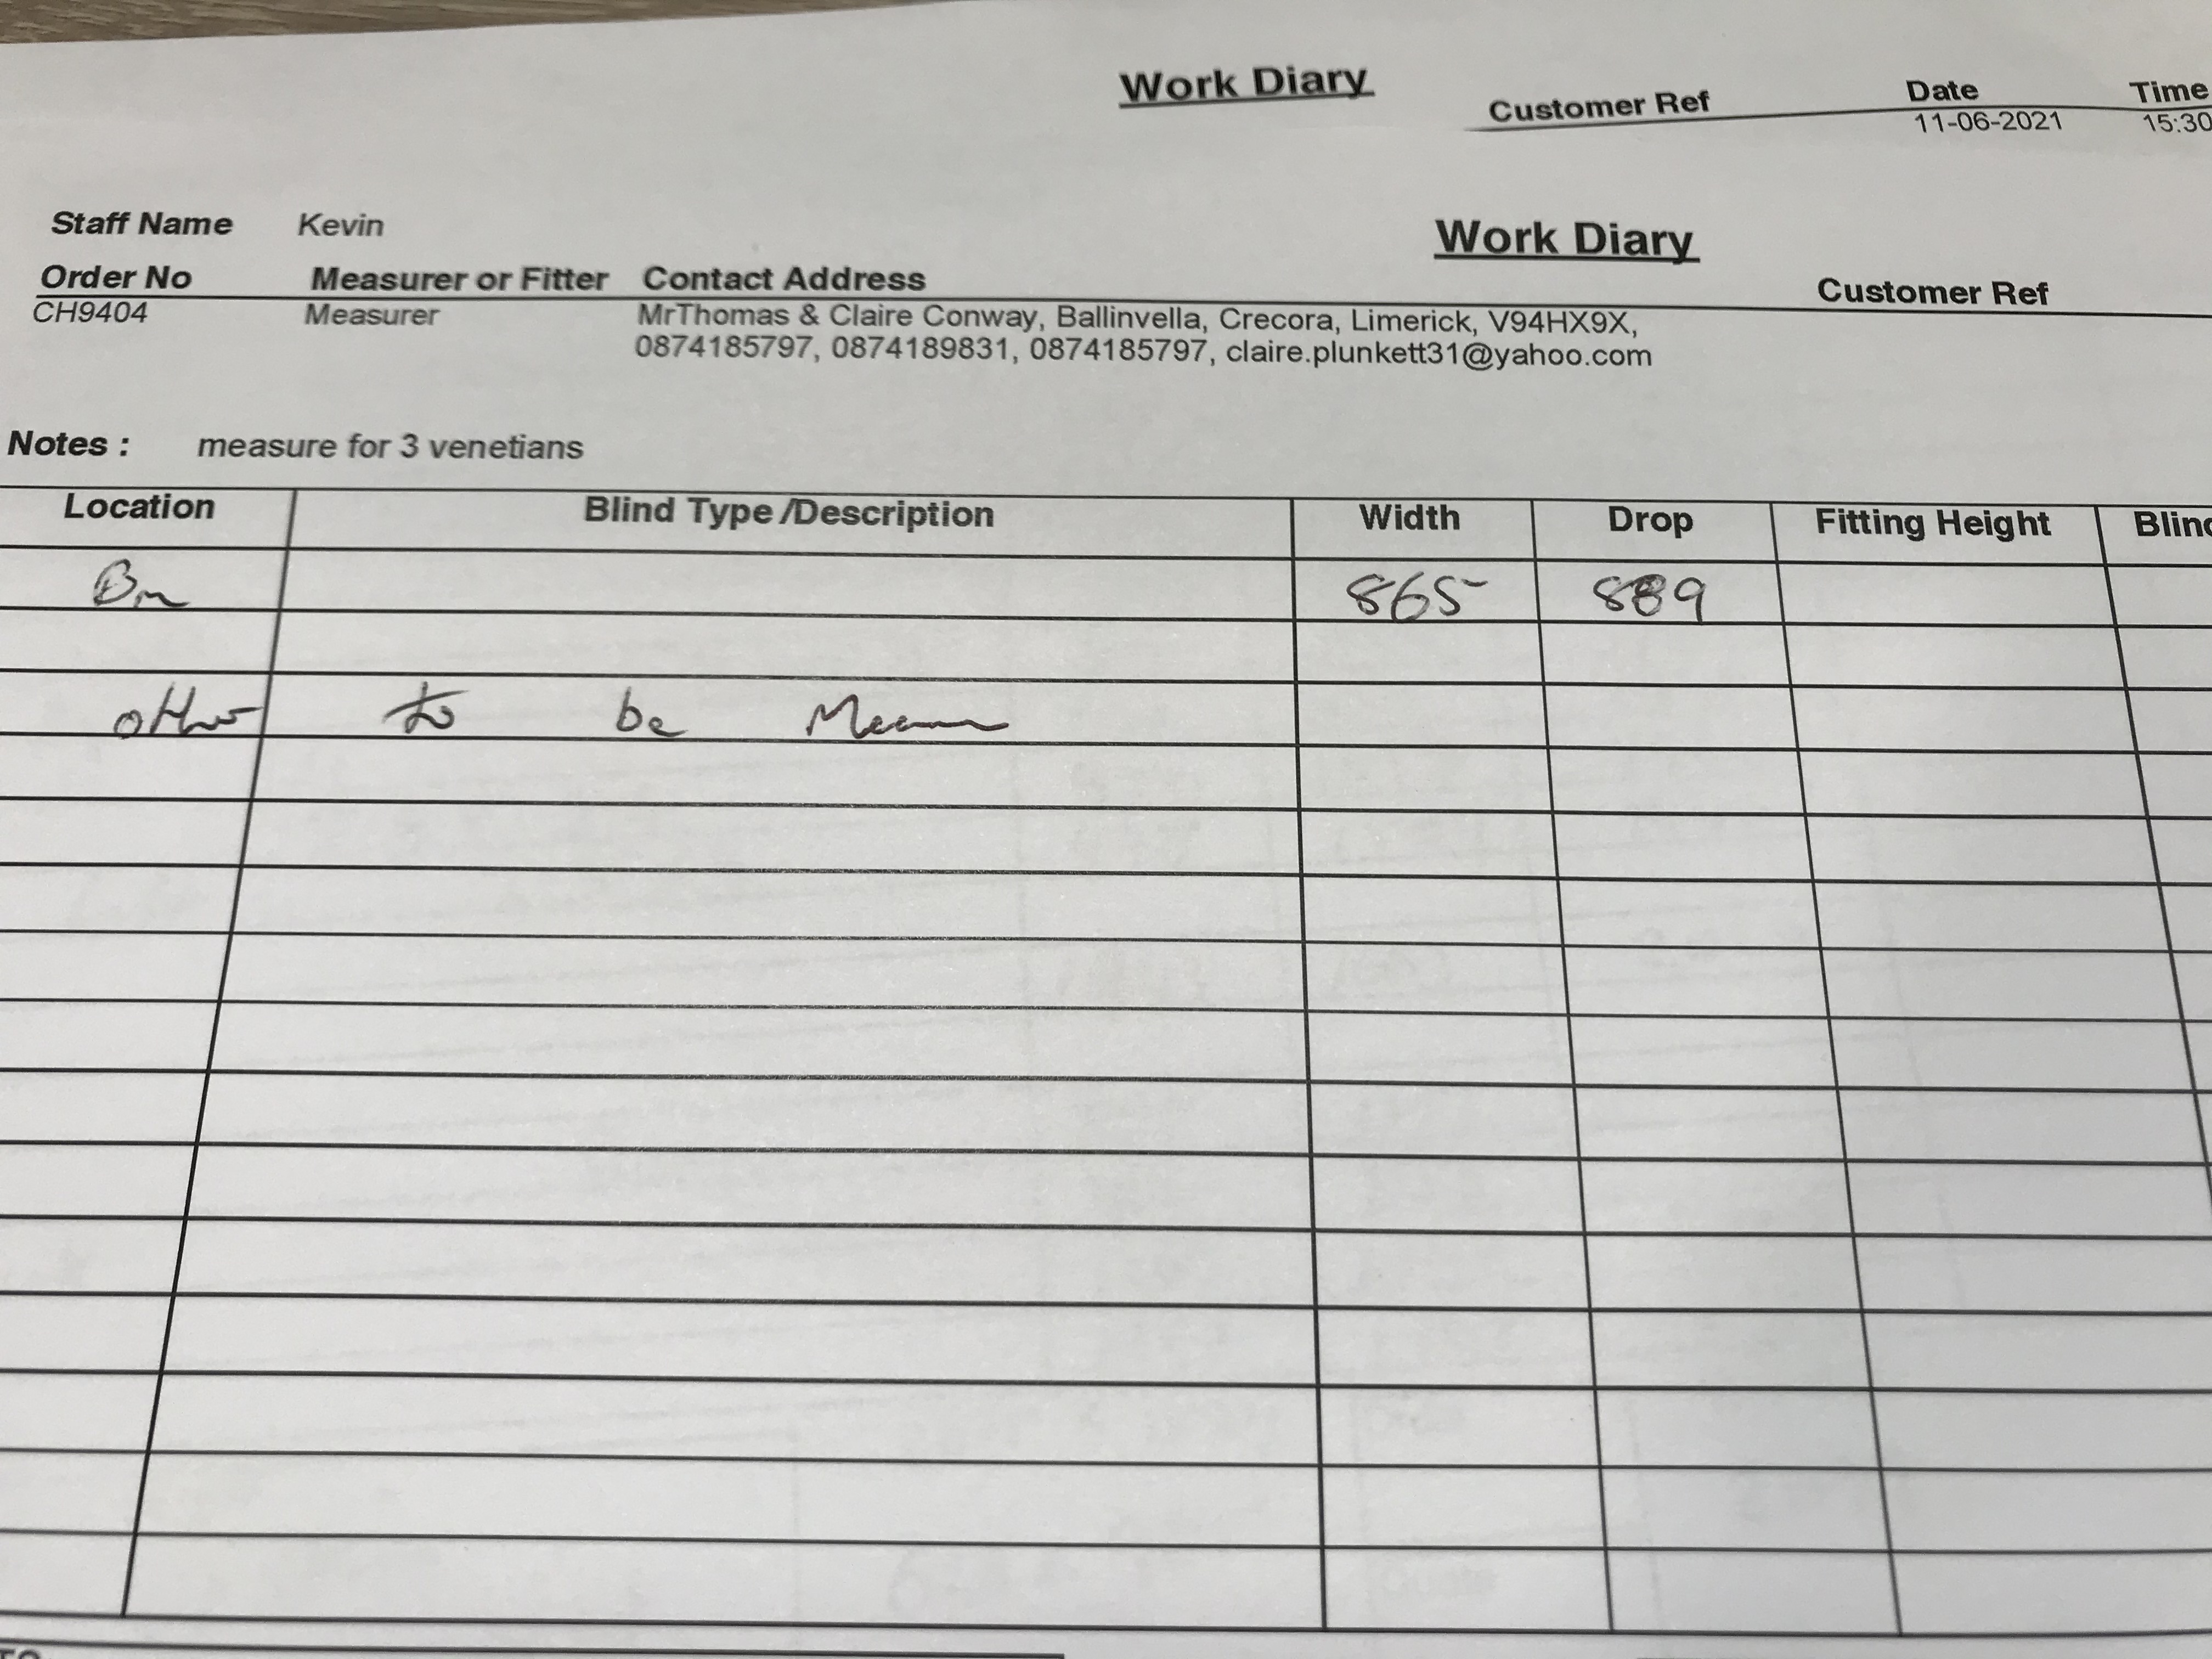 Work Diary
Customer Ref Date Time
11-06-2021 15:30
Staff Name Kevin
Work Diary
Order No Measurer or Fitter Contact Address Customer Ref
CH9404 Measurer MrThomas & Claire Conway, Ballinvella, Crecora, Limerick, V94HX9X,
0874185797, 0874189831, 0874185797, claire.plunkett31@yahoo.com
Notes : measure for 3 venetians
Location Blind Type /Description Width Drop Fitting Height Blind
865 889
other to be